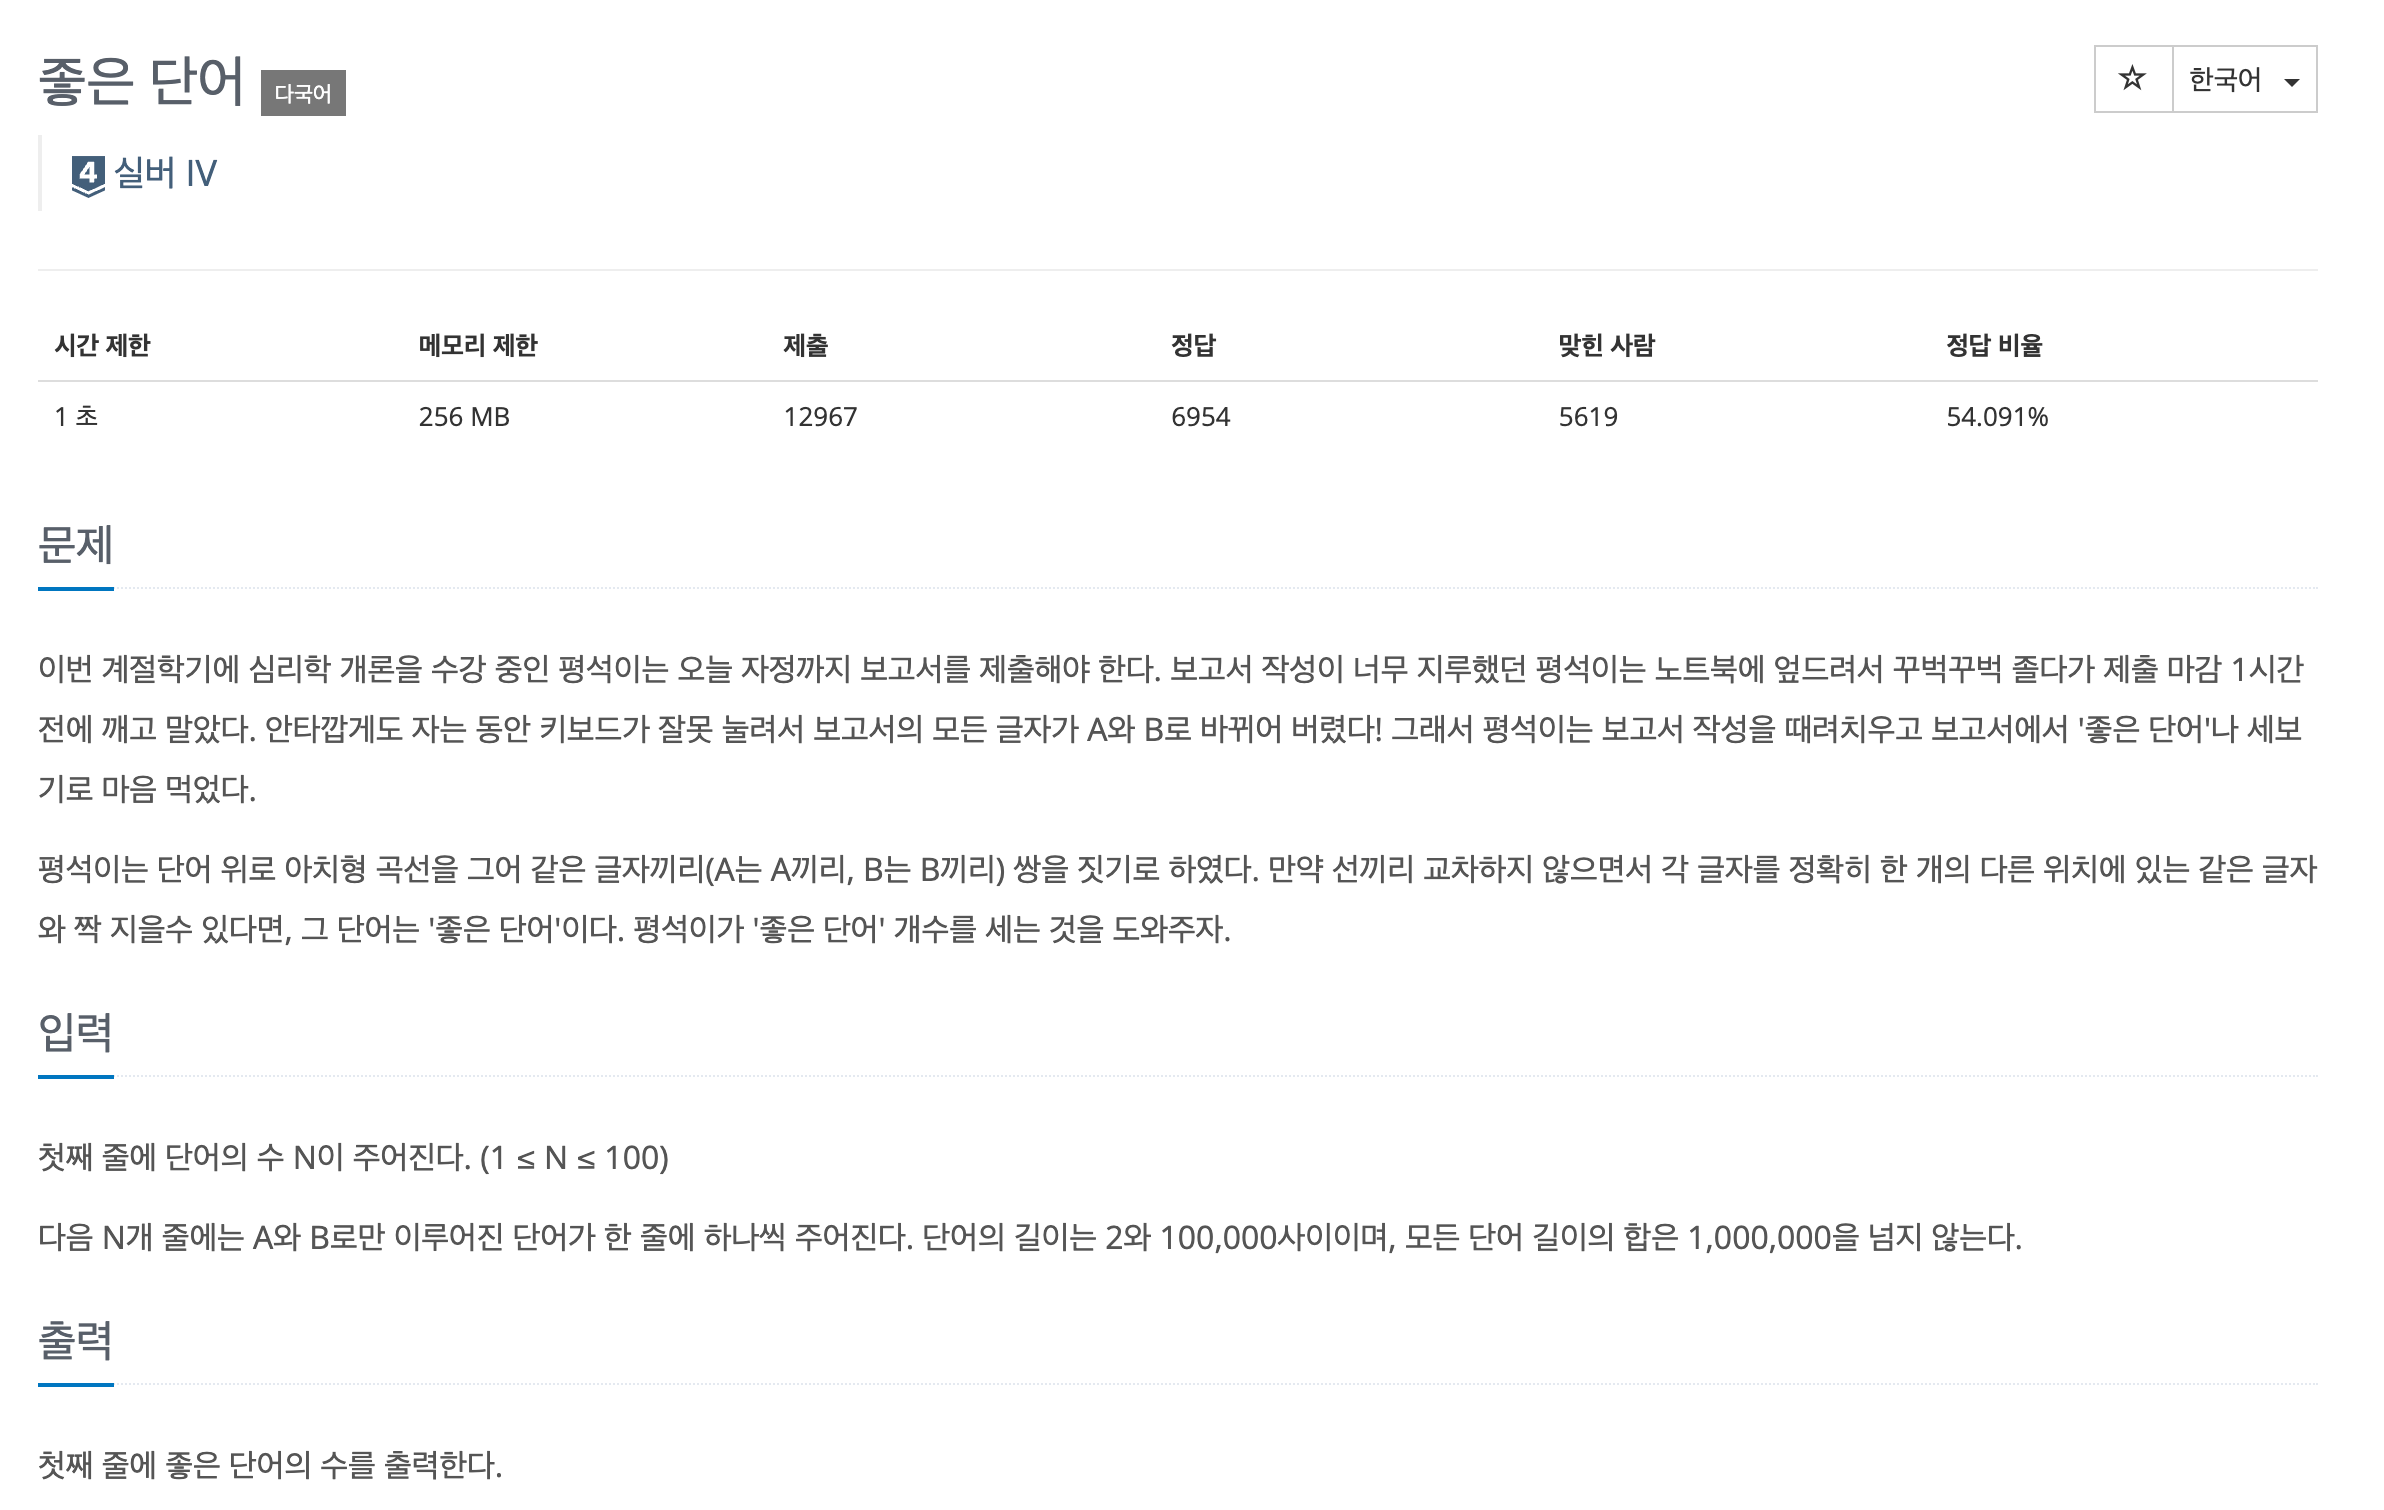 좋은 단어 다국어
☆ 한국어
4 실버 IV
시간 제한 메모리 제한 제출 정답 맞힌 사람 정답 비율
1 초 256 MB 12967 6954 5619 54.091%
문제
이번 계절학기에 심리학 개론을 수강 중인 평석이는 오늘 자정까지 보고서를 제출해야 한다. 보고서 작성이 너무 지루했던 평석이는 노트북에 엎드려서 꾸벅꾸벅 졸다가 제출 마감 1시간
전에 깨고 말았다. 안타깝게도 자는 동안 키보드가 잘못 눌려서 보고서의 모든 글자가 A와 B로 바뀌어 버렸다! 그래서 평석이는 보고서 작성을 때려치우고 보고서에서 '좋은 단어'나 세보
기로 마음 먹었다.
평석이는 단어 위로 아치형 곡선을 그어 같은 글자끼리(A는 A끼리, B는 B끼리) 쌍을 짓기로 하였다. 만약 선끼리 교차하지 않으면서 각 글자를 정확히 한 개의 다른 위치에 있는 같은 글자
와 짝 지을수 있다면, 그 단어는 '좋은 단어'이다. 평석이가 '좋은 단어' 개수를 세는 것을 도와주자.
입력
첫째 줄에 단어의 수 N이 주어진다. (1 ≤ N ≤ 100)
다음 N개 줄에는 A와 B로만 이루어진 단어가 한 줄에 하나씩 주어진다. 단어의 길이는 2와 100,000사이이며, 모든 단어 길이의 합은 1,000,000을 넘지 않는다.
출력
첫째 줄에 좋은 단어의 수를 출력한다.